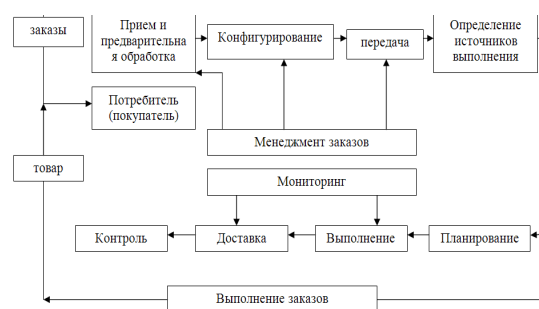 заказы
Прием и
предварительна
я обработка
Конфигурирование
передача
Определение
источников
выполнения
Потребитель
(покупатель)
Менеджмент заказов
товар
Мониторинг
Контроль
Доставка
Выполнение
Планирование
Выполнение заказов